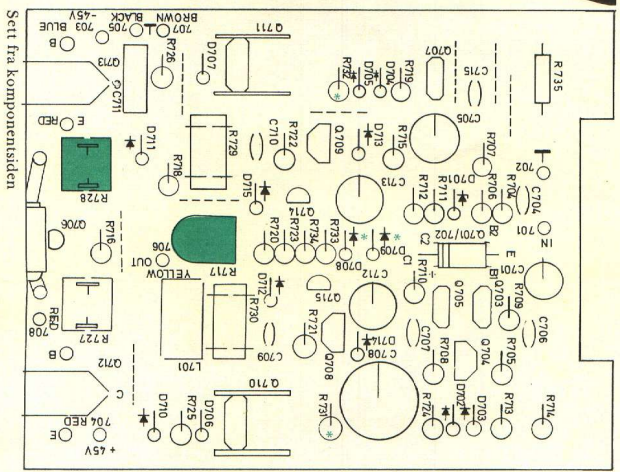 Sett fra komponentsiden
-45V
BLACK
BROWN
703 BLUE
705
707
B
Q713
R726
D707
Q711
R732
D705
D704
R719
Q707
C715
R735
C
C711
E
RED
D711
R718
R729
C710
R722
Q709
D713
R715
C705
R707
702
R728
D715
Q714
C713
R712
R711
D701
R706
R704
C704
701
IN
Q706
R716
706
OUT
YELLOW
R717
R720
R723
R734
R733
D708
D709
C2
Q701/702
B2
E
C701
C1
R710
B1
708
RED
R727
L701
R730
D712
C709
Q715
R721
Q708
C712
D714
C708
C707
Q705
R708
Q703
Q704
R709
R705
C706
B
Q712
C
E
704 RED
+ 45V
D710
R725
D706
Q710
R731
R724
D702
D703
R713
R714